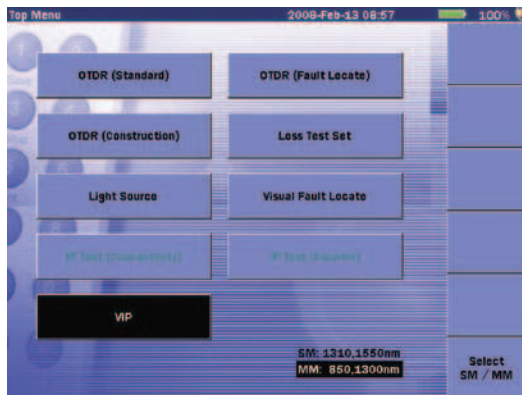 Top Menu 2008-Feb-13 08:57 100%
OTDR (Standard) OTDR (Fault Locate)
OTDR (Construction) Loss Test Set
Light Source Visual Fault Locate
IP Test (Connectivity) IP Test
VIP
SM: 1310,1550nm
MM: 850,1300nm
Select
SM / MM